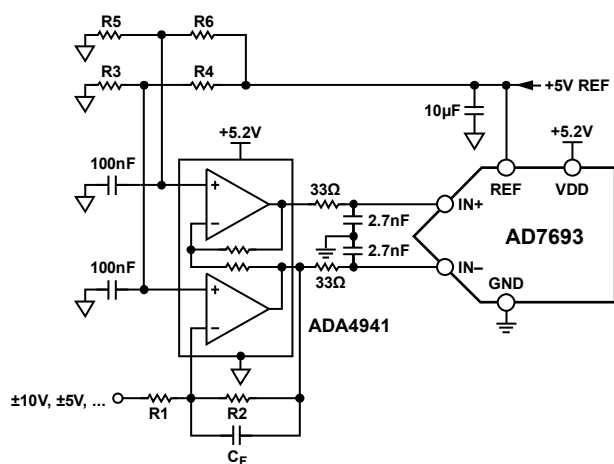 R5
R6
R3
R4
+5V REF
10µF
+5.2V
+5.2V
100nF
33Ω
REF
VDD
+
IN+
−
2.7nF
AD7693
2.7nF
100nF
+
33Ω
IN−
−
GND
ADA4941
±10V, ±5V, ...
R1
R2
CF